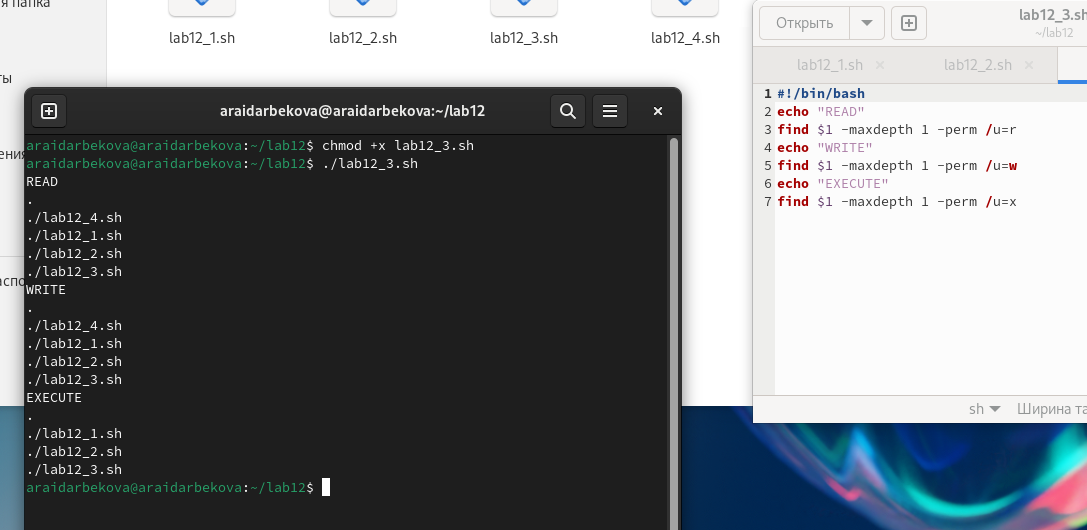 я папка
ты
ения
аспо
lab12_1.sh
lab12_2.sh
lab12_3.sh
lab12_4.sh
araidarbekova@araidarbekova:~/lab12
araidarbekova@araidarbekova:~/lab12$ chmod +x lab12_3.sh
araidarbekova@araidarbekova:~/lab12$ ./lab12_3.sh
READ
.
./lab12_4.sh
./lab12_1.sh
./lab12_2.sh
./lab12_3.sh
WRITE
.
./lab12_4.sh
./lab12_1.sh
./lab12_2.sh
./lab12_3.sh
EXECUTE
.
./lab12_1.sh
./lab12_2.sh
./lab12_3.sh
araidarbekova@araidarbekova:~/lab12$
Открыть
lab12_3.sh
~/lab12
lab12_1.sh
lab12_2.sh
1 #!/bin/bash
2 echo "READ"
3 find $1 -maxdepth 1 -perm /u=r
4 echo "WRITE"
5 find $1 -maxdepth 1 -perm /u=w
6 echo "EXECUTE"
7 find $1 -maxdepth 1 -perm /u=x
sh
Ширина та